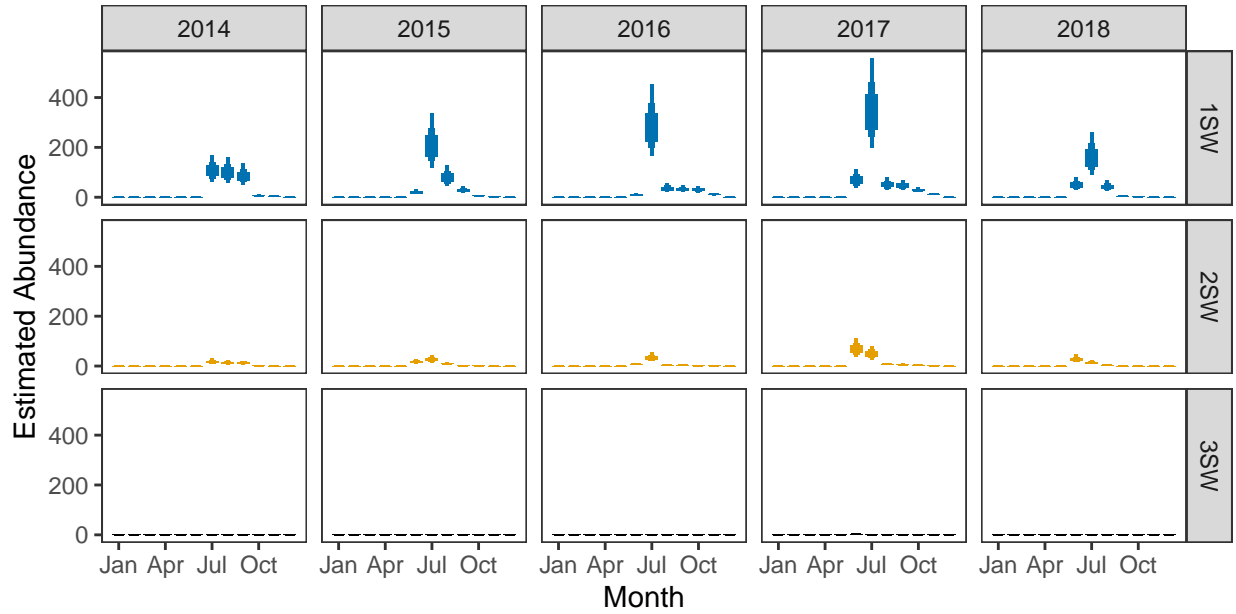 2014 2015 2016 2017 2018
400
200
0
1SW
400
200
0
2SW
400
200
0
3SW
Estimated Abundance
Jan Apr Jul Oct Jan Apr Jul Oct Jan Apr Jul Oct Jan Apr Jul Oct Jan Apr Jul Oct
Month